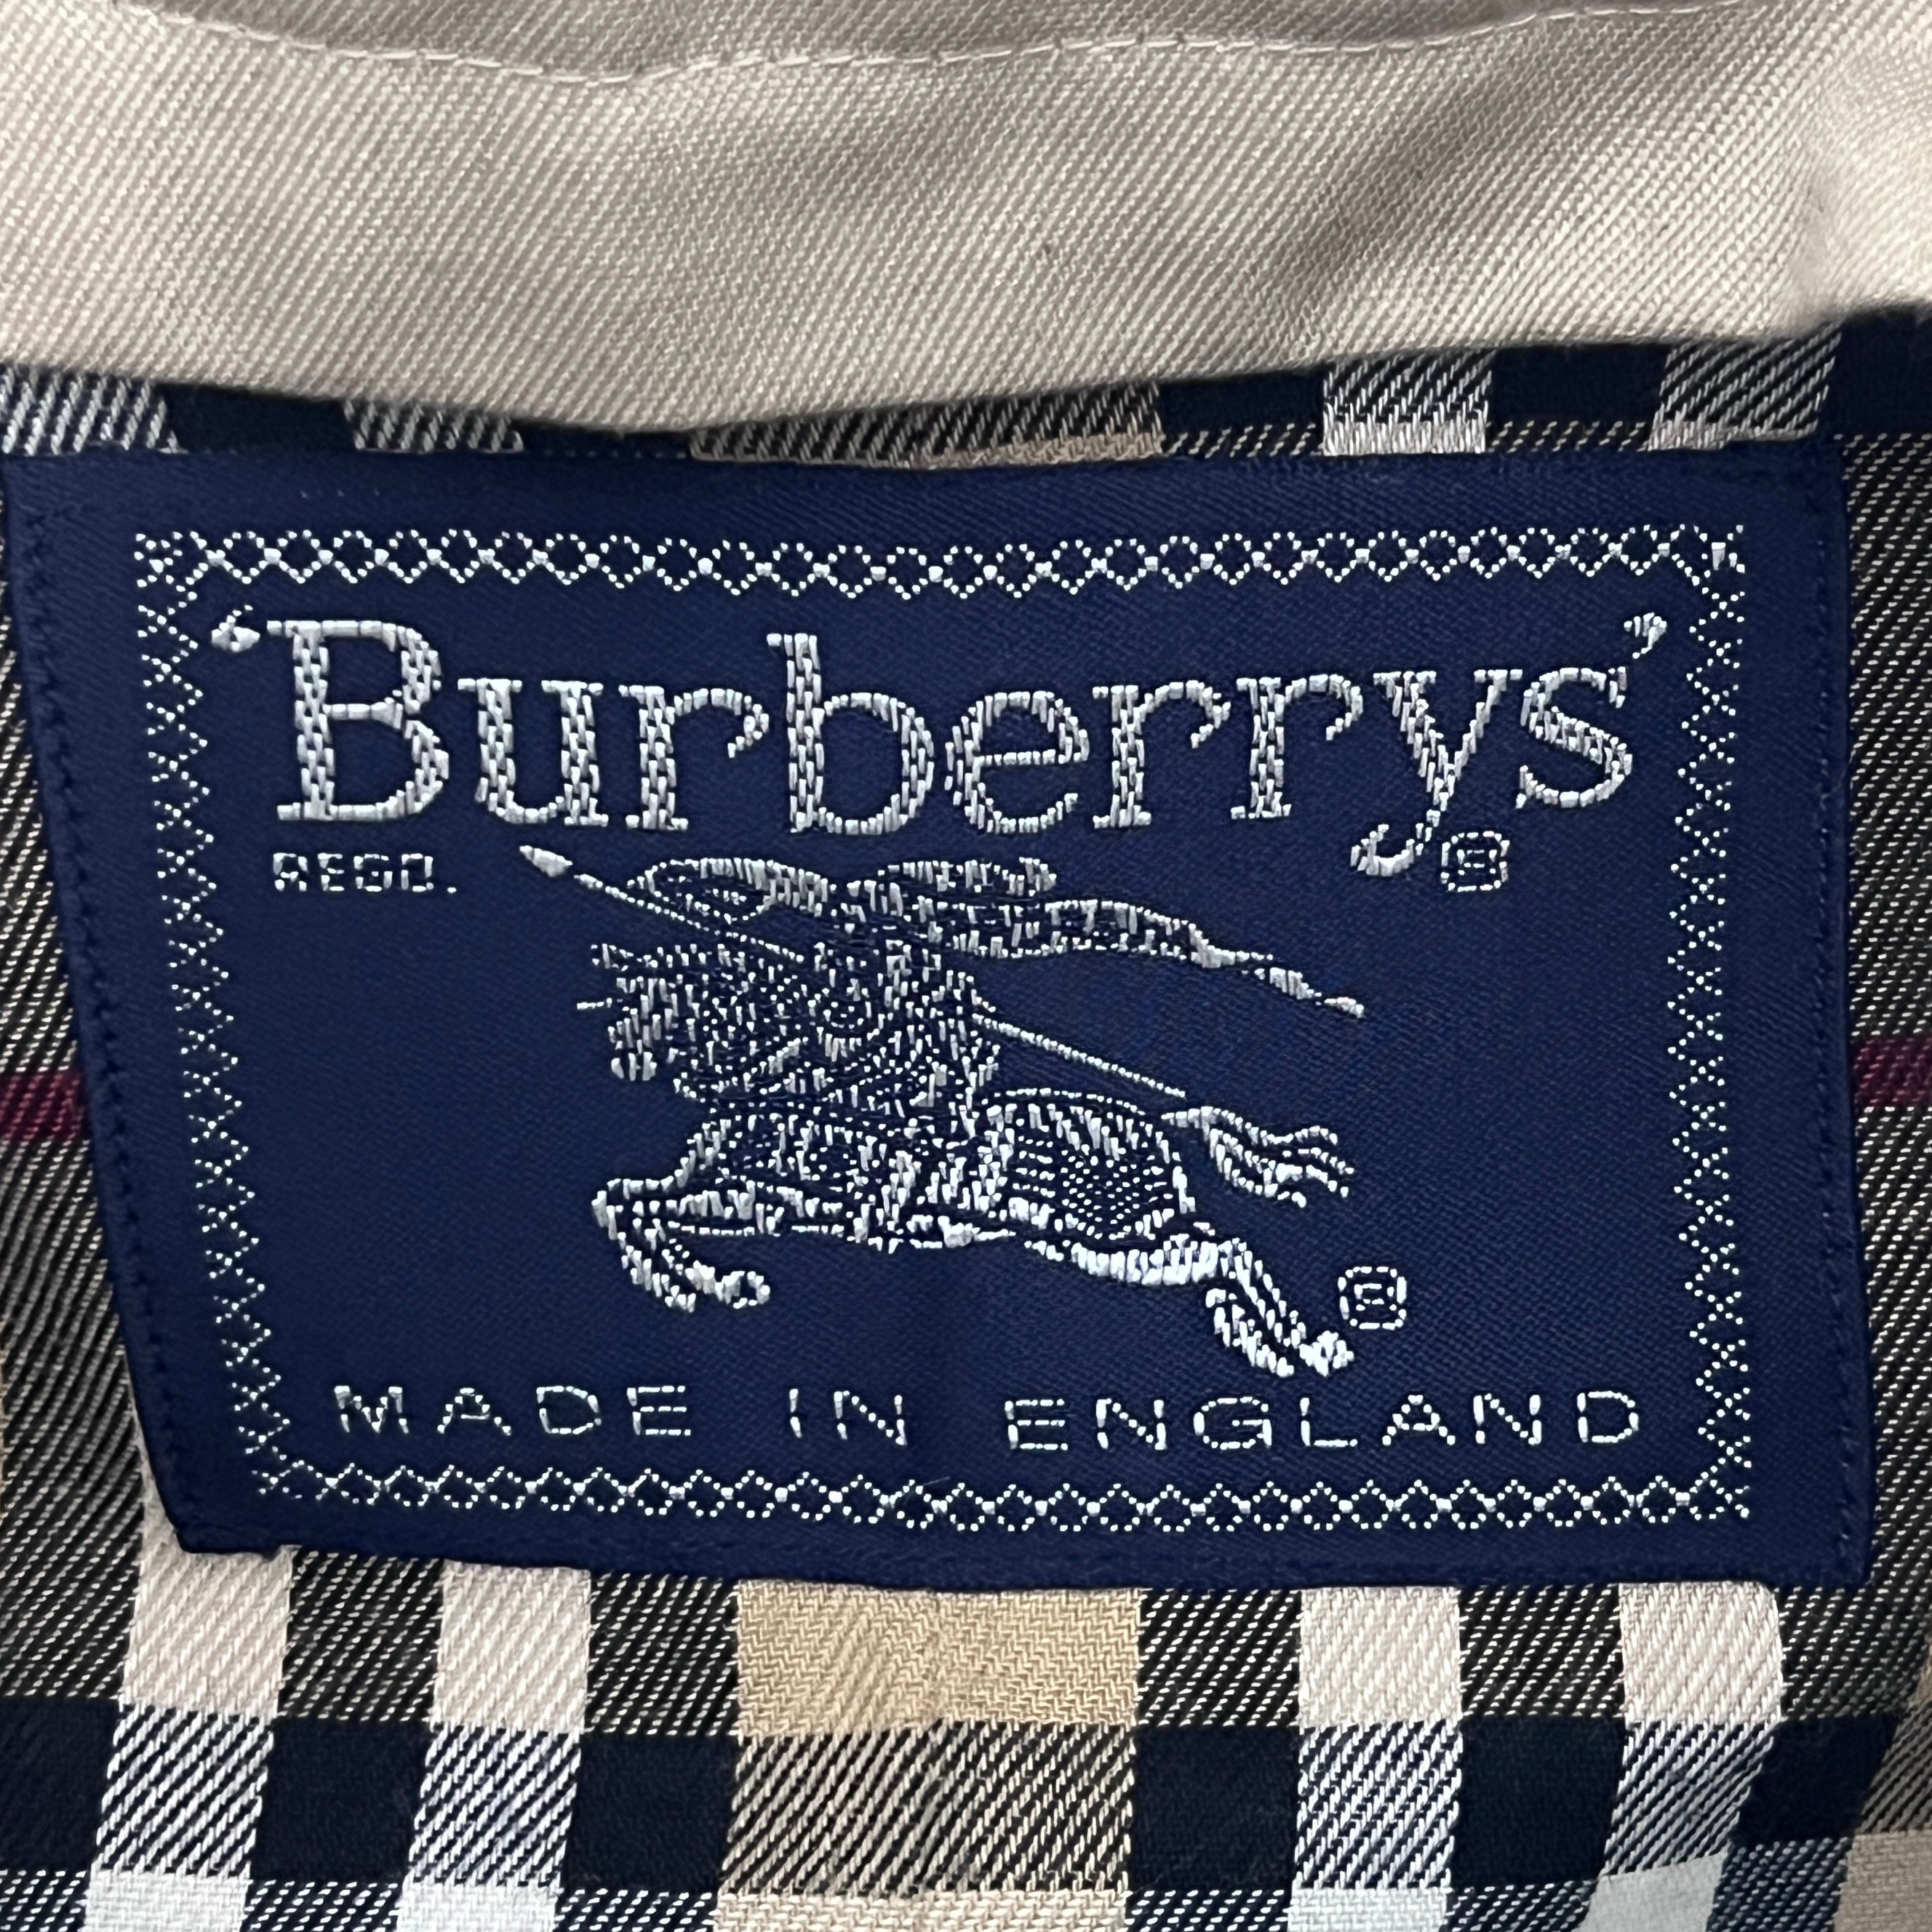 ‘Burberrys’®
REGD.
®
MADE IN ENGLAND